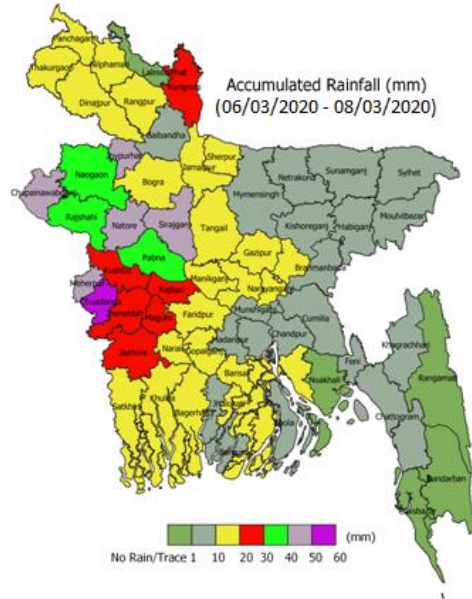 Panchagarh
Thakurgaon
Nilphamari
Lalmonirhat
Kurigram
Dinajpur
Rangpur
Accumulated Rainfall (mm)
(06/03/2020 - 08/03/2020)
Gaibandha
Joypurhat
Naogaon
Sherpur
Jamalpur
Bogra
Netrakona
Sunamganj
Sylhet
Mymensingh
Chapainawabganj
Rajshahi
Natore
Sirajganj
Tangail
Kishoreganj
Habiganj
Moulvibazar
Gazipur
Pabna
Brahmanbaria
Meherpur
Kushtia
Manikganj
Narayanganj
Chuadanga
Rajbari
Jhenaidah
Magura
Faridpur
Munshiganj
Cumilla
Madaripur
Chandpur
Khagrachhari
Jashore
Narail
Gopalganj
Feni
Rangamati
Barisal
Noakhali
Satkhira
Khulna
Bagerhat
Bhola
Chattogram
Bandarban
(mm)
No Rain/Trace 1 10 20 30 40 50 60